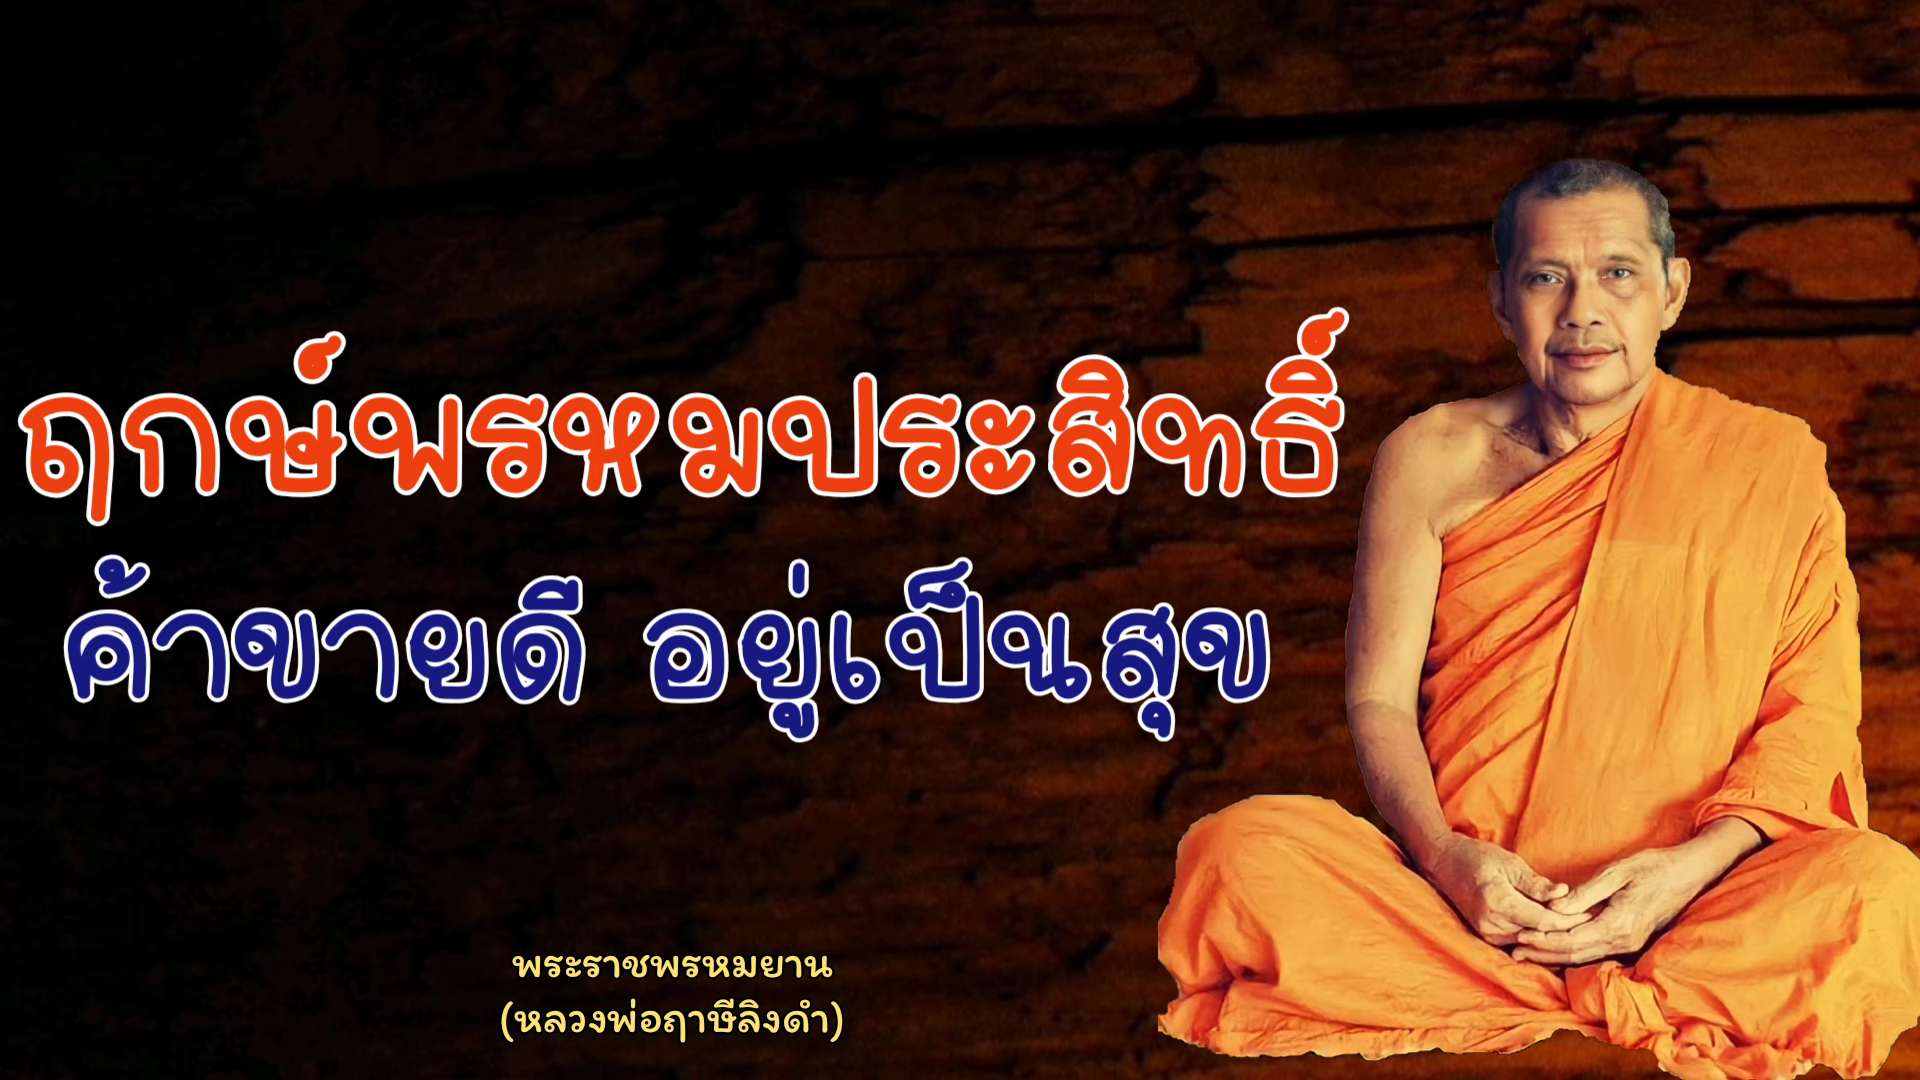 ฤกษ์พรหมประสิทธิ์
ค้าขายดี อยู่เป็นสุข
พระราชพรหมยาน
(หลวงพ่อฤาษีลิงดำ)